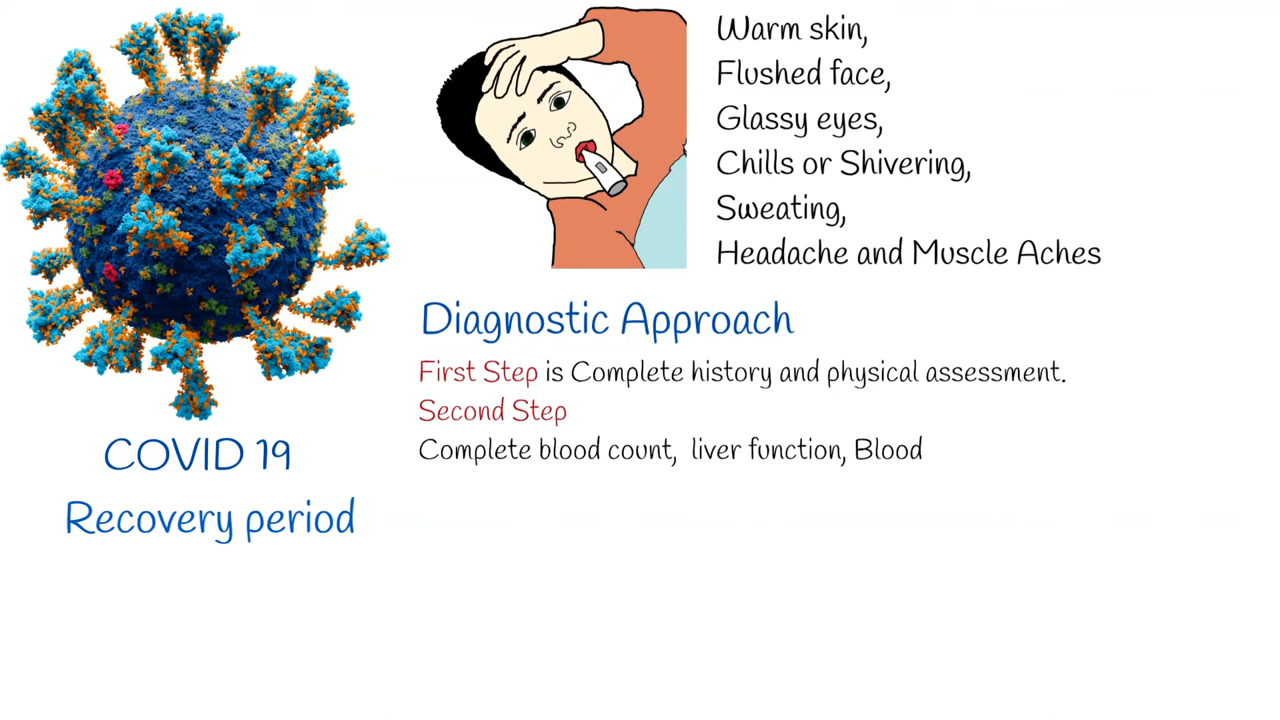 Warm skin,
Flushed face,
Glassy eyes,
Chills or Shivering,
Sweating,
Headache and Muscle Aches
Diagnostic Approach
First Step is Complete history and physical assessment.
Second Step
Complete blood count, liver function, Blood
COVID 19
Recovery period